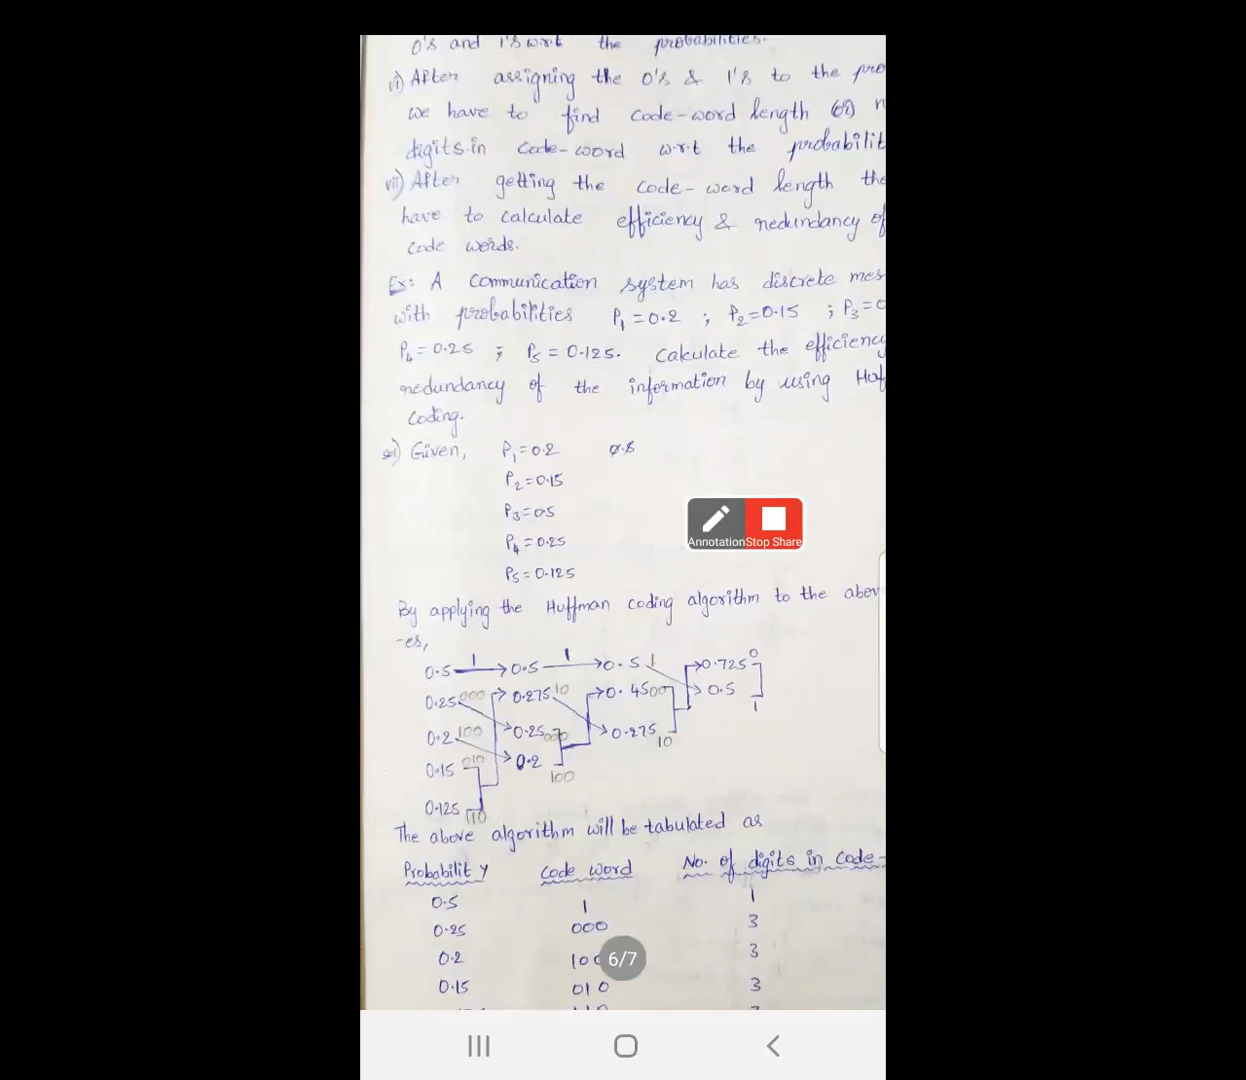 0's and 1's w.r.t the probabilities.
vi) After assigning the 0's & 1's to the pro
we have to find code-word length (or) n
digits in code-word w.r.t the probabilit
vii) After getting the code-word length the
have to calculate efficiency & redundancy of
code words.
Ex: A communication system has discrete mes
with probabilities P1 = 0.2 ; P2 = 0.15 ; P3 = 0
P4 = 0.25 ; P5 = 0.125. Calculate the efficiency
redundancy of the information by using Huf
coding.
sol) Given, P1 = 0.2
P2 = 0.15
P3 = 0.5
P4 = 0.25
P5 = 0.125
Annotation Stop Share
By applying the Huffman coding algorithm to the abov
-es,
0.5 1 0.5 1 0.5 1 0.725 0
0.25 000 0.275 10 0.45 00 0.5 1
0.2 100 0.25 000 0.275 10
0.15 010 0.2 100
0.125 110
The above algorithm will be tabulated as
Probability Code word No. of digits in code-
0.5 1 1
0.25 000 3
0.2 10 3
0.15 010 3
6/7